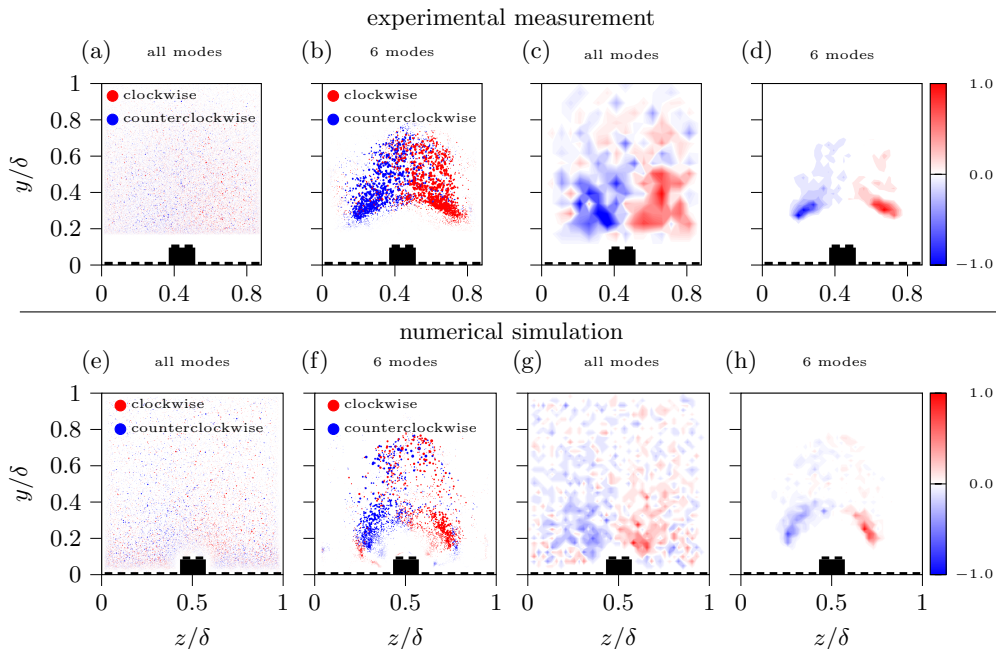 experimental measurement
(a) all modes (b) 6 modes (c) all modes (d) 6 modes
1 clockwise clockwise 1.0
0.8 counterclockwise counterclockwise
0.6
y/δ 0.0
0.4
0.2
0 −1.0
0 0.4 0.8 0 0.4 0.8 0 0.4 0.8 0 0.4 0.8
numerical simulation
(e) all modes (f) 6 modes (g) all modes (h) 6 modes
1 clockwise clockwise 1.0
0.8 counterclockwise counterclockwise
0.6
y/δ 0.0
0.4
0.2
0 −1.0
0 0.5 1 0 0.5 1 0 0.5 1 0 0.5 1
z/δ z/δ z/δ z/δ